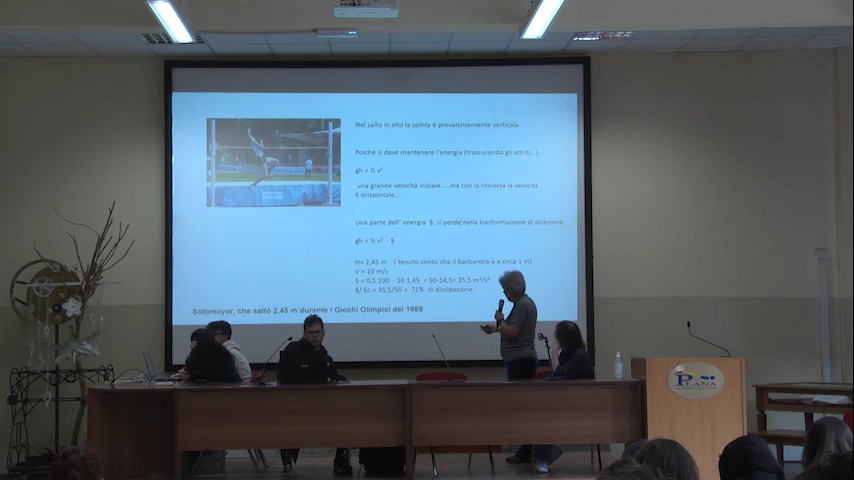 Nel salto in alto la spinta è prevalentemente verticale.
Poiché si deve mantenere l'energia (trascurando gli attriti...)
gh = ½ v²
una grande velocità iniziale.....ma con la rincorsa la velocità
è orizzontale....
Una parte dell' energia § si perde nella trasformazione di direzione
gh = ½ v² - §
H= 2,45 m ( tenuto conto che il baricentro è a circa 1 m)
V = 10 m/s
§ = 0,5 100 - 10 1,45 = 50-14,5= 35,5 m²/s²
§/ Ec = 35,5/50 = 71% di dissipazione
Sotomayor, che saltò 2,45 m durante i Giochi Olimpici del 1989
PLANA